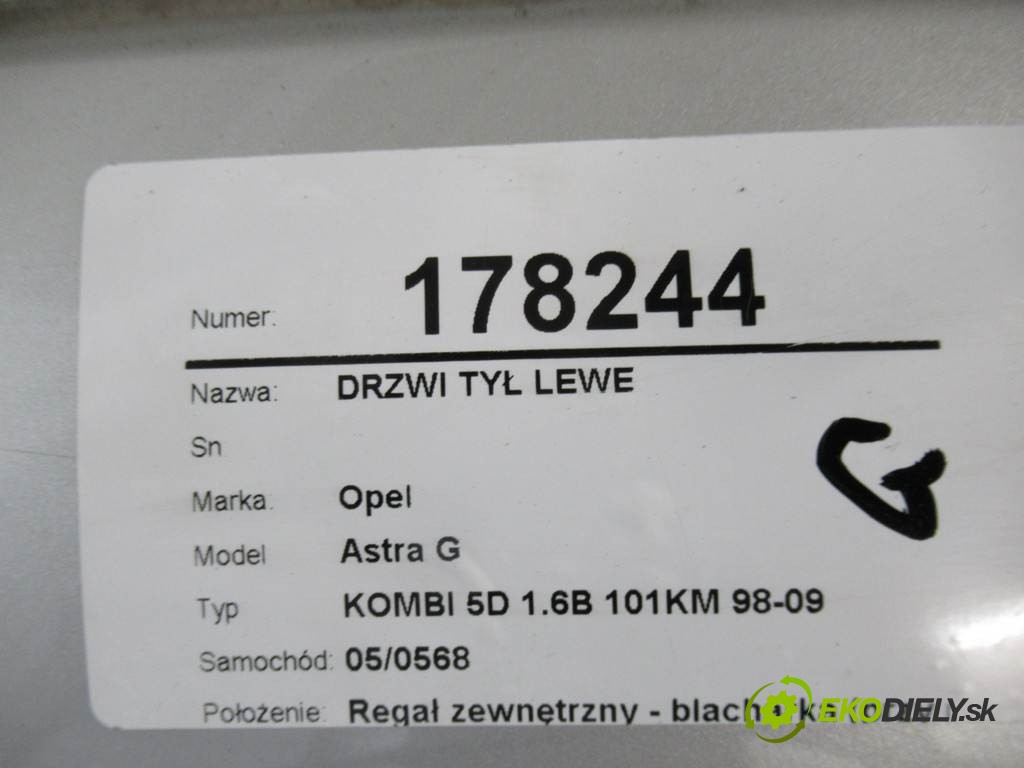 Numer: 178244
Nazwa: DRZWI TYŁ LEWE
Sn
G
Marka: Opel
Model Astra G
Typ KOMBI 5D 1.6B 101KM 98-09
Samochód: 05/0568
Położenie: Regał zewnętrzny -
EKODIELY.sk